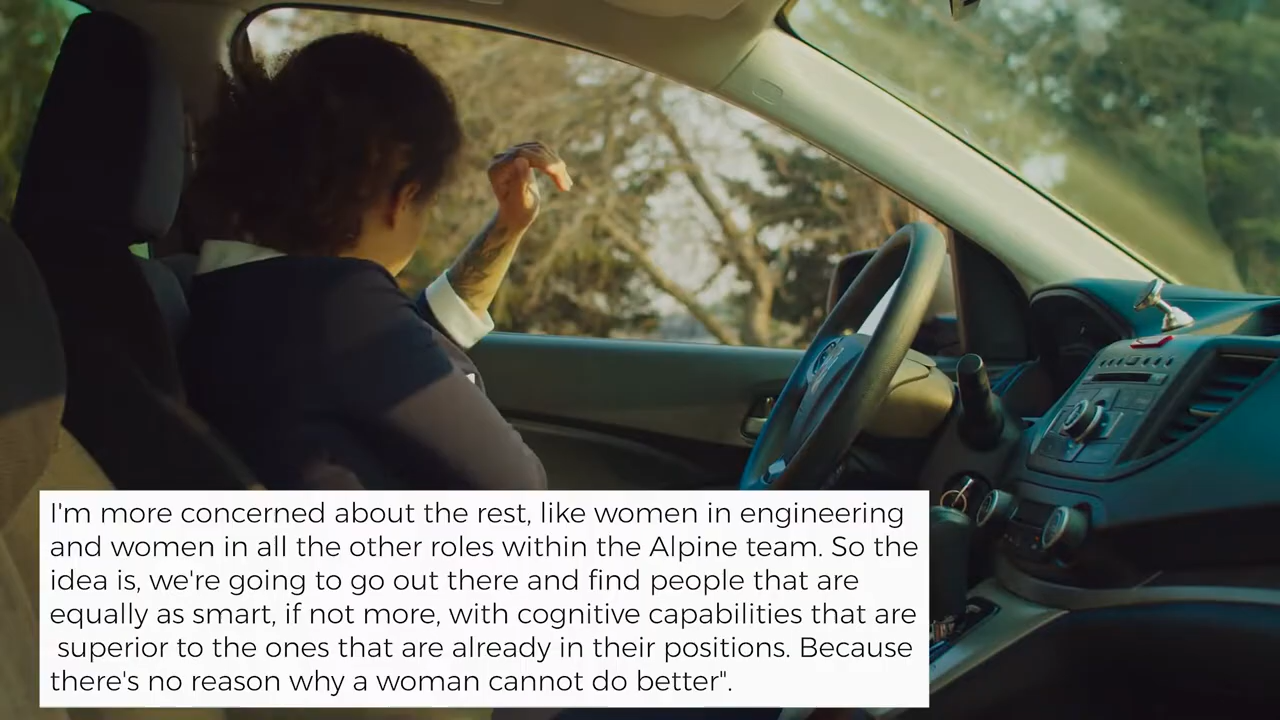 I'm more concerned about the rest, like women in engineering
and women in all the other roles within the Alpine team. So the
idea is, we're going to go out there and find people that are
equally as smart, if not more, with cognitive capabilities that are
superior to the ones that are already in their positions. Because
there's no reason why a woman cannot do better".